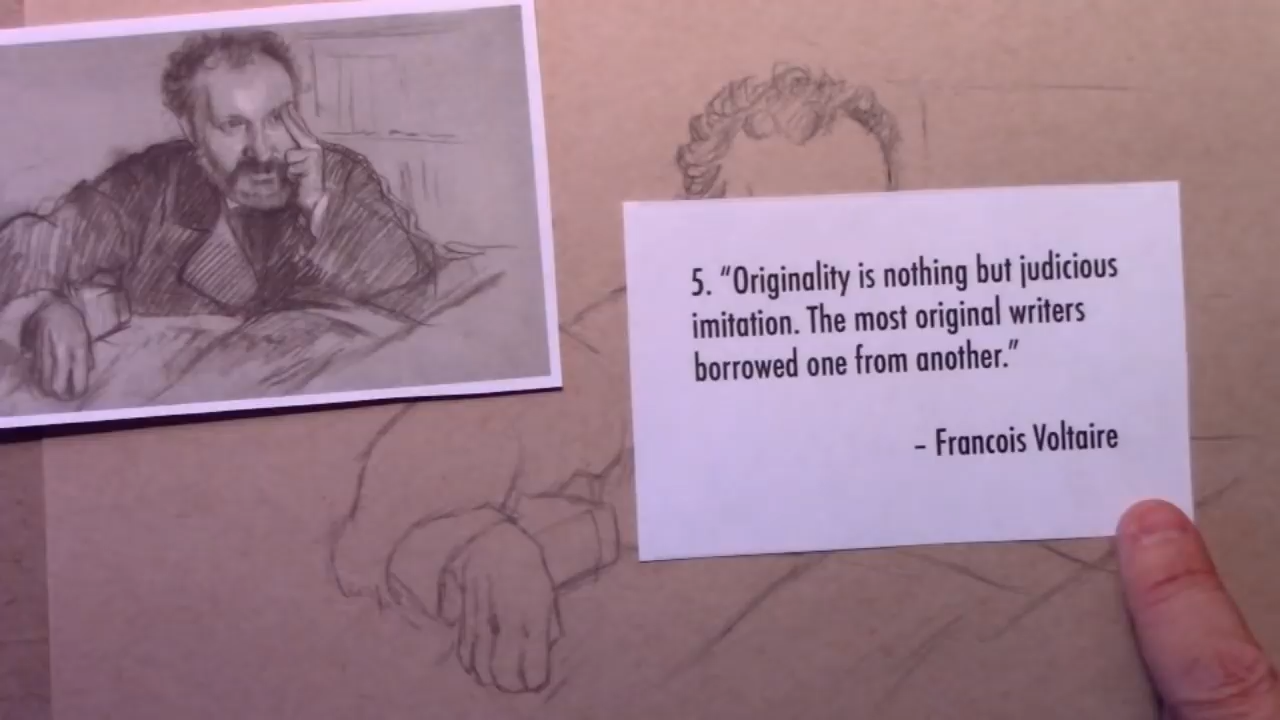 5. “Originality is nothing but judicious
imitation. The most original writers
borrowed one from another.”
– Francois Voltaire